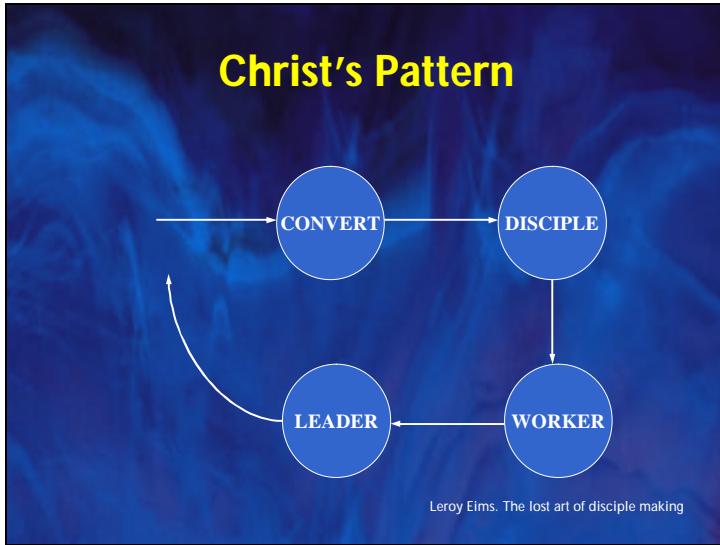 Christ's Pattern
CONVERT
DISCIPLE
LEADER
WORKER
Leroy Eims. The lost art of disciple making